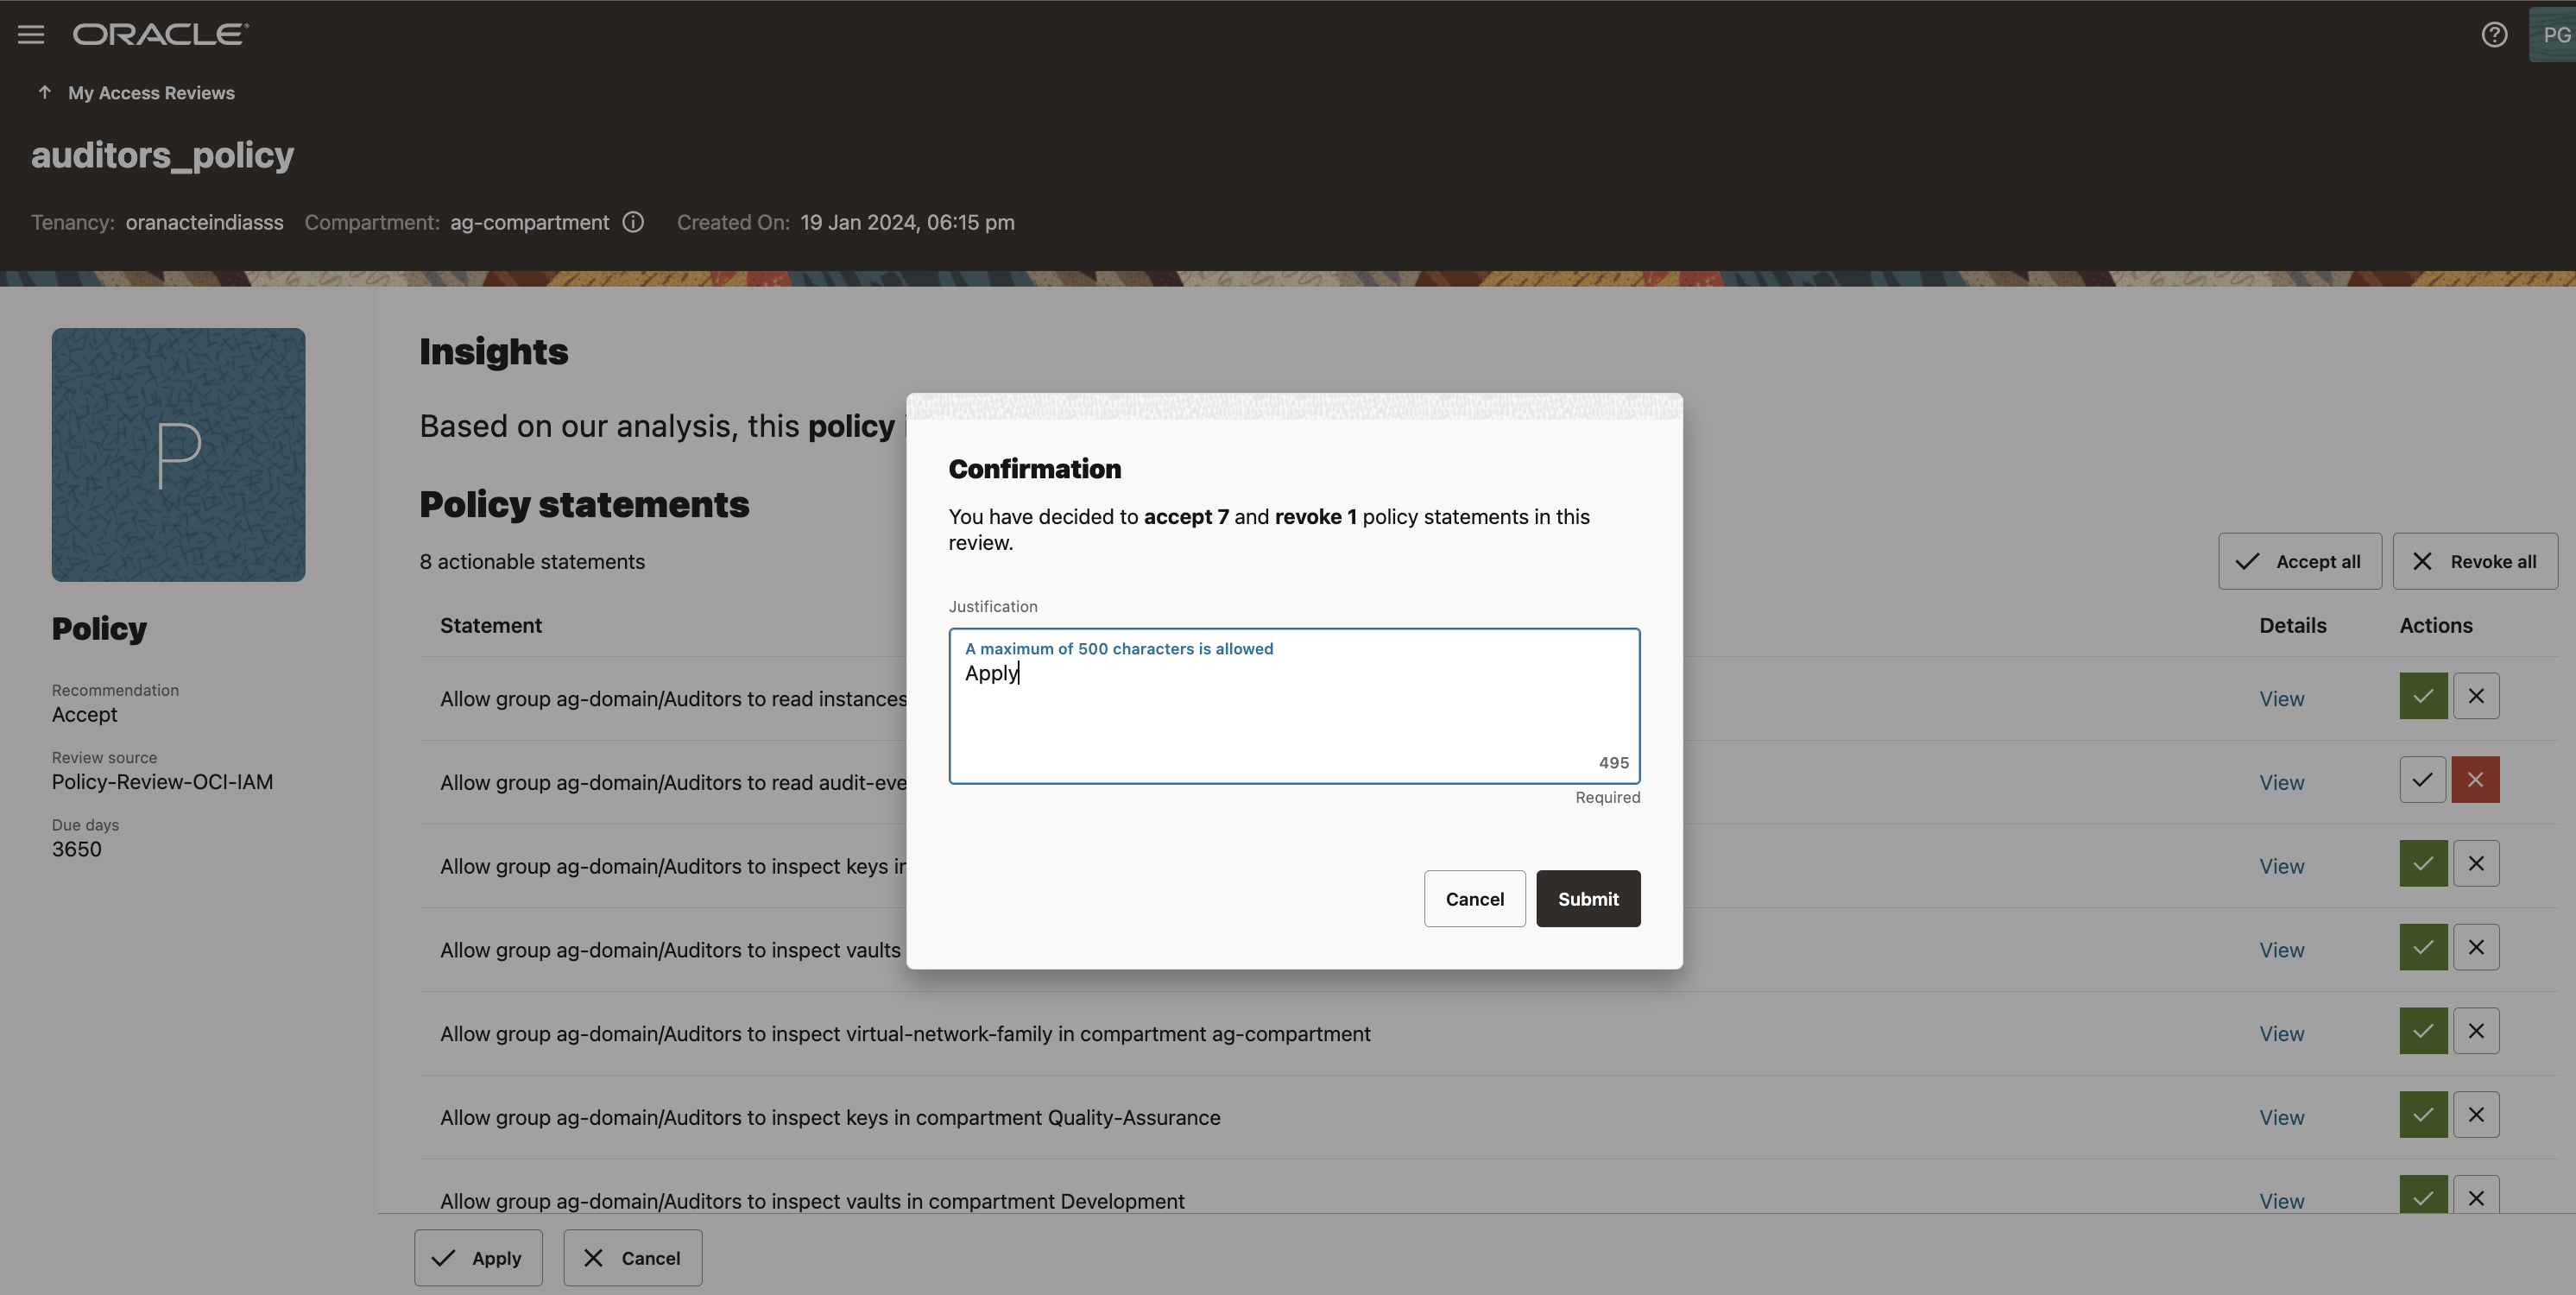 ORACLE
PG
My Access Reviews
auditors_policy
Tenancy: oranacteindiasss Compartment: ag-compartment Created On: 19 Jan 2024, 06:15 pm
P
Policy
Recommendation
Accept
Review source
Policy-Review-OCI-IAM
Due days
3650
Insights
Based on our analysis, this policy
Policy statements
8 actionable statements
Accept all
Revoke all
Statement Details Actions
Allow group ag-domain/Auditors to read instances View
Allow group ag-domain/Auditors to read audit-eve View
Allow group ag-domain/Auditors to inspect keys in View
Allow group ag-domain/Auditors to inspect vaults View
Allow group ag-domain/Auditors to inspect virtual-network-family in compartment ag-compartment View
Allow group ag-domain/Auditors to inspect keys in compartment Quality-Assurance View
Allow group ag-domain/Auditors to inspect vaults in compartment Development View
Apply
Cancel
Confirmation
You have decided to accept 7 and revoke 1 policy statements in this
review.
Justification
A maximum of 500 characters is allowed
Apply
495
Required
Cancel
Submit